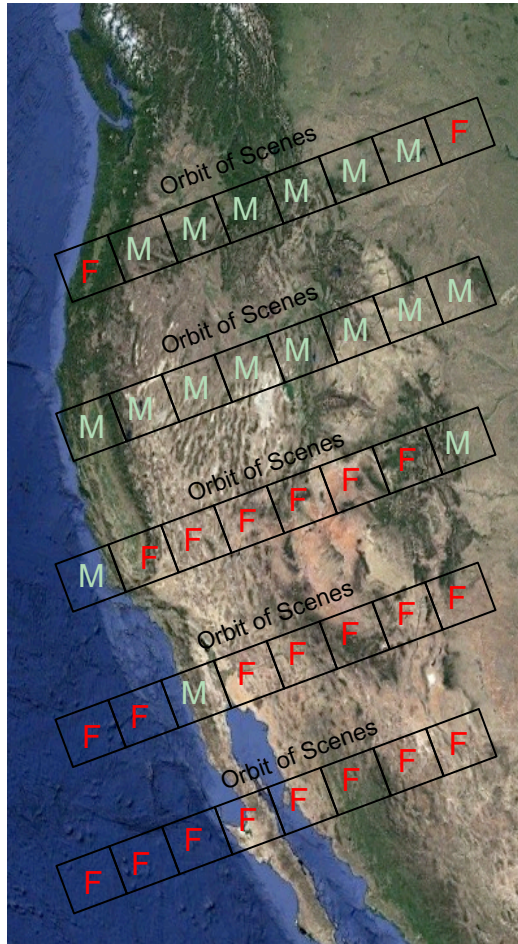 Orbit of Scenes
F M M M M M M F
Orbit of Scenes
M M M M M M M M
Orbit of Scenes
M F F F F F F M
Orbit of Scenes
F F M F F F F F
Orbit of Scenes
F F F F F F F F